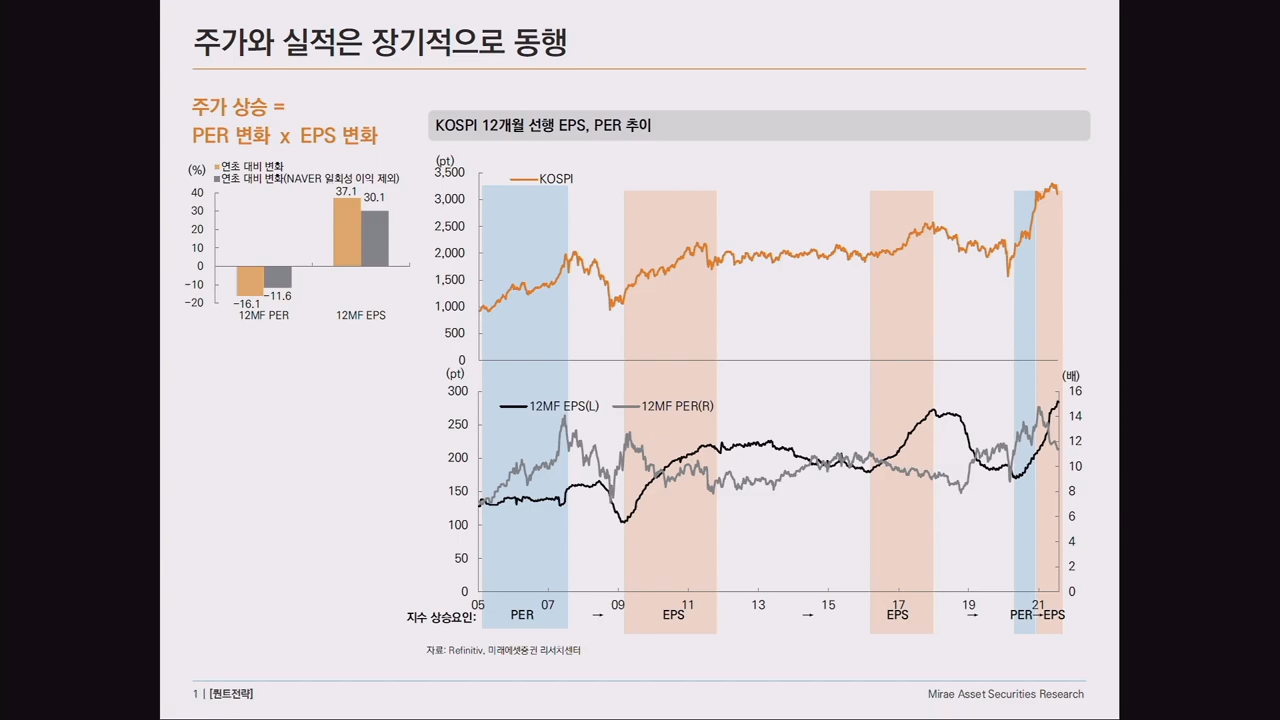 주가와 실적은 장기적으로 동행
주가 상승 =
PER 변화 x EPS 변화
(%)
연초 대비 변화
연초 대비 변화(NAVER 일회성 이익 제외)
40
30
20
10
0
-10
-20
37.1
30.1
-16.1
-11.6
12MF PER
12MF EPS
KOSPI 12개월 선행 EPS, PER 추이
(pt)
3,500
3,000
2,500
2,000
1,500
1,000
500
0
KOSPI
(pt)
300
250
200
150
100
50
0
12MF EPS(L)
12MF PER(R)
(배)
16
14
12
10
8
6
4
2
0
05 07 09 11 13 15 17 19 21
지수 상승요인: PER → EPS → EPS → PER→EPS
자료: Refinitiv, 미래에셋증권 리서치센터
1 | [퀀트전략]
Mirae Asset Securities Research